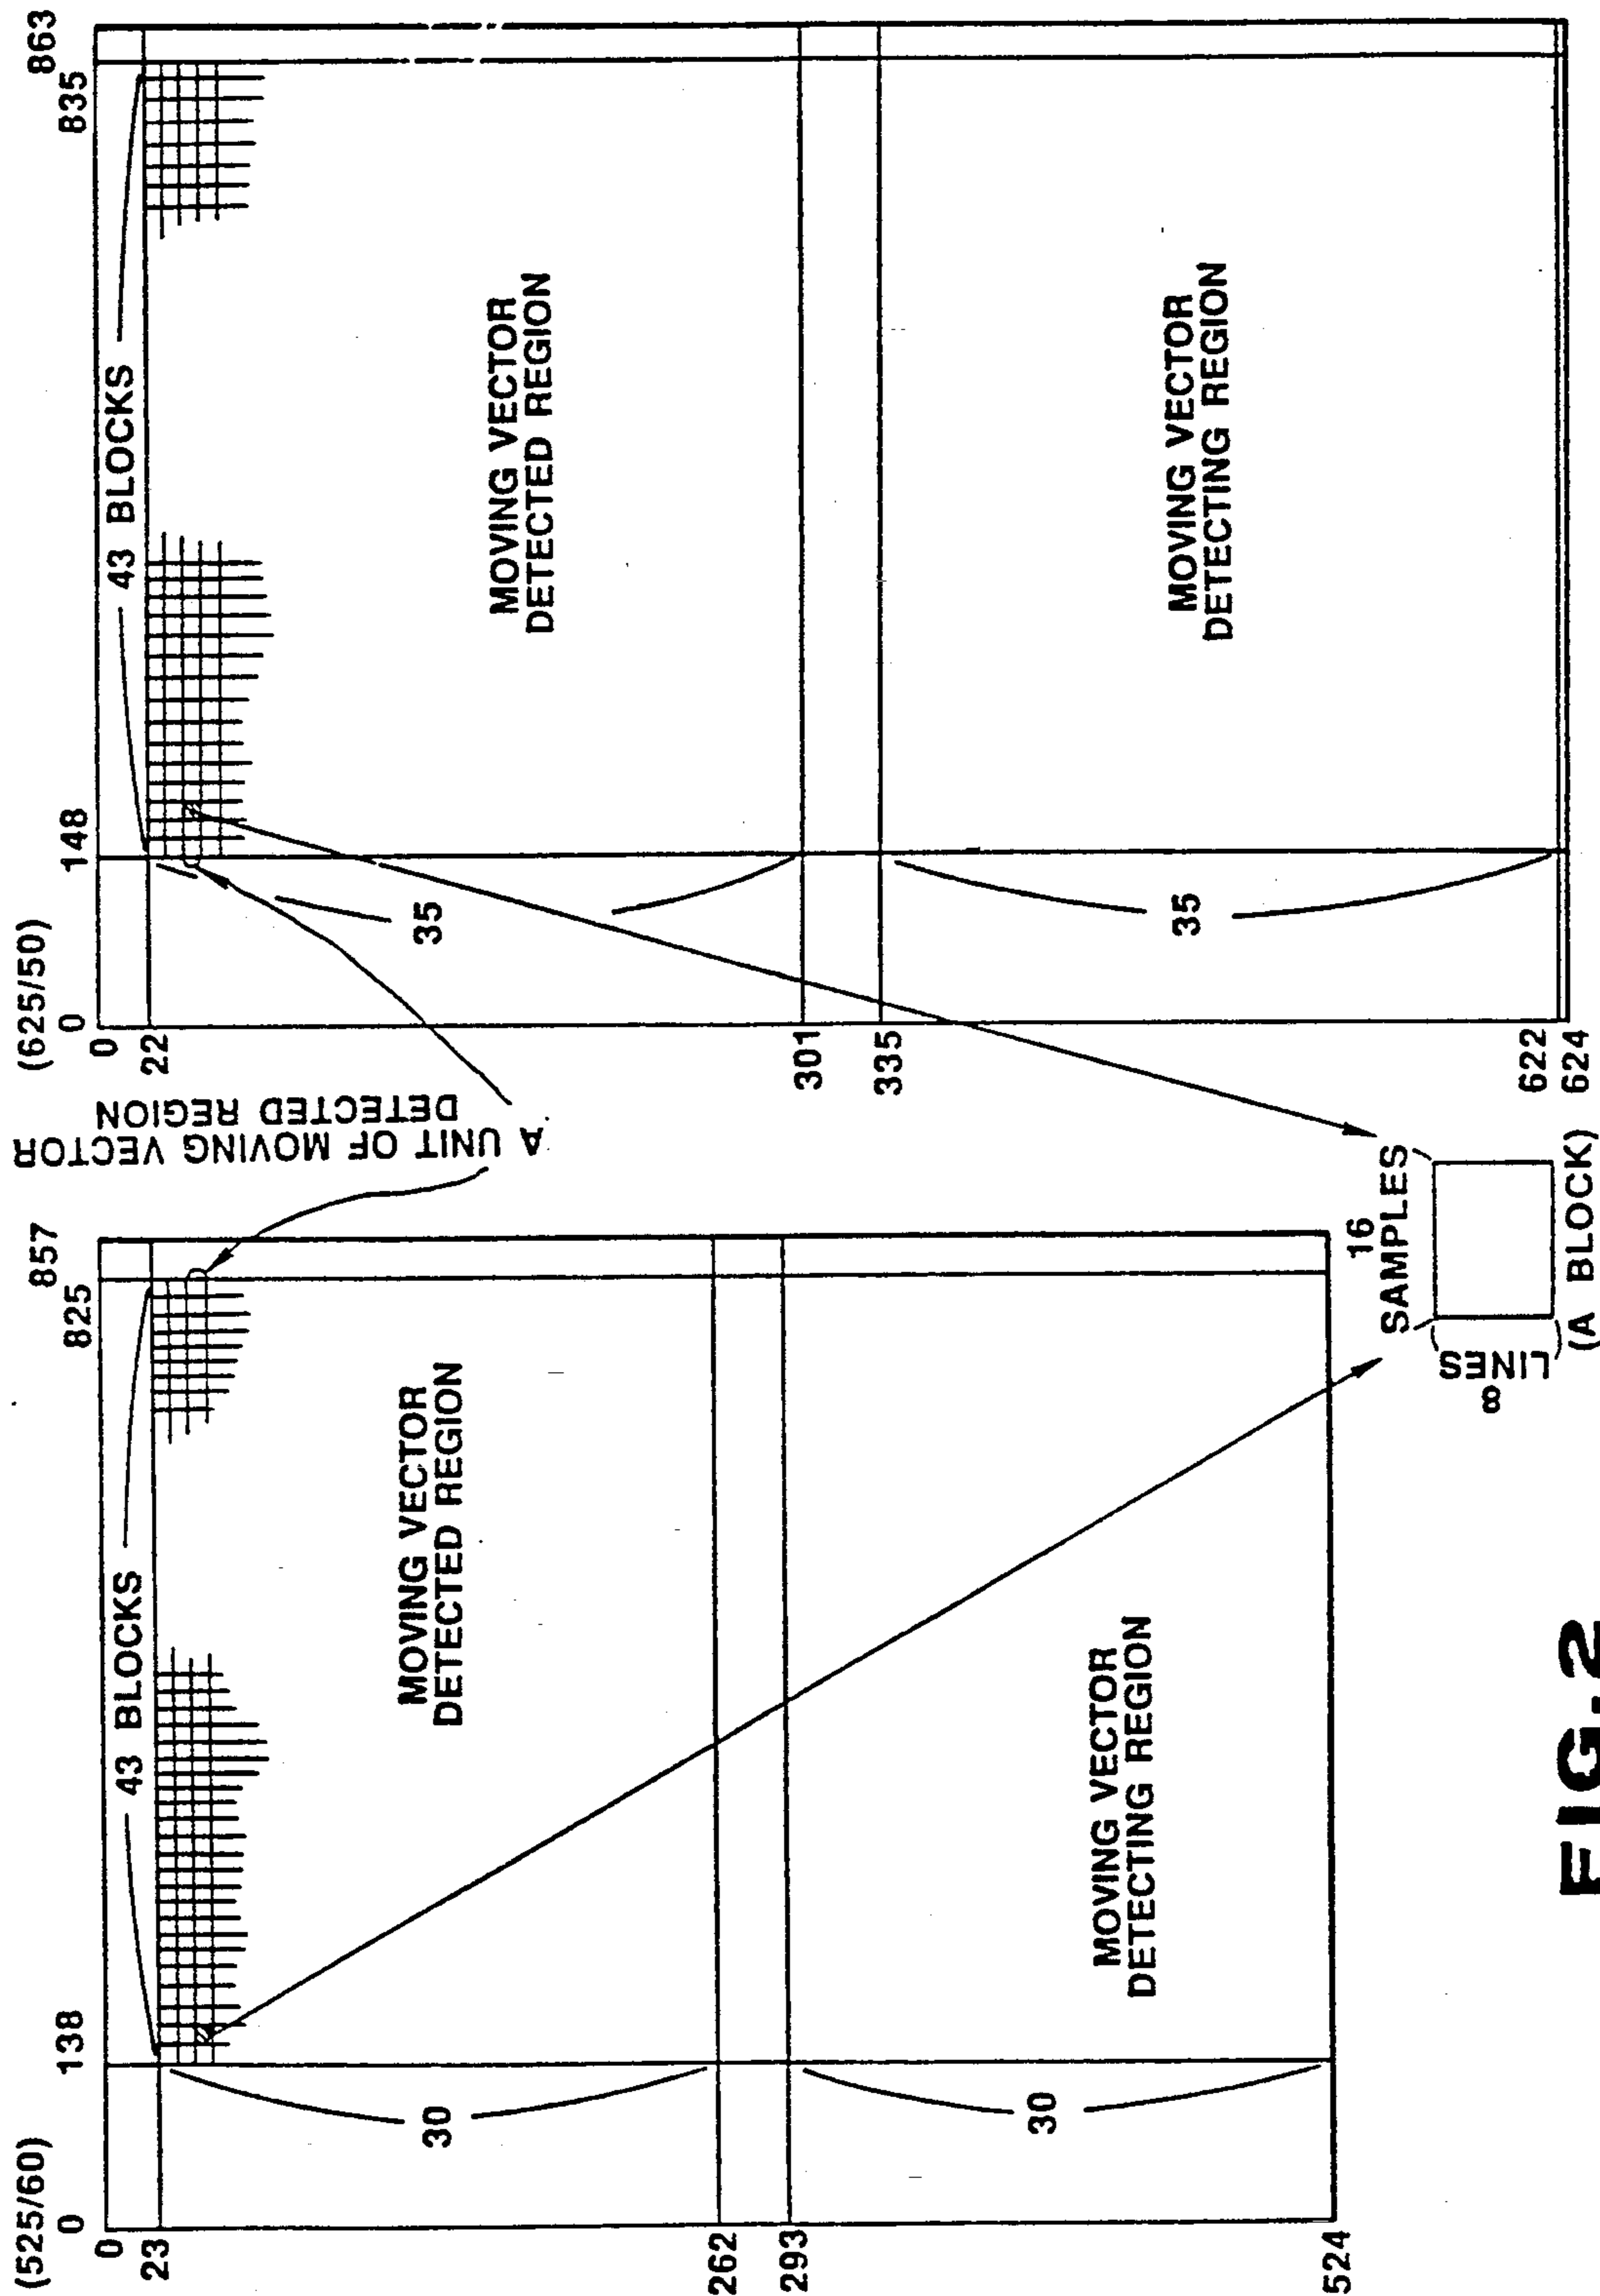 (525/60)
0 138 825 857
0
23
43 BLOCKS
MOVING VECTOR
DETECTED REGION
30
262
293
MOVING VECTOR
DETECTING REGION
30
524
A UNIT OF MOVING VECTOR
DETECTED REGION
(625/50)
0 148 835 863
0
22
43 BLOCKS
MOVING VECTOR
DETECTED REGION
35
301
335
MOVING VECTOR
DETECTING REGION
35
622
624
16
SAMPLES
8
LINES
(A BLOCK)
FIG.2